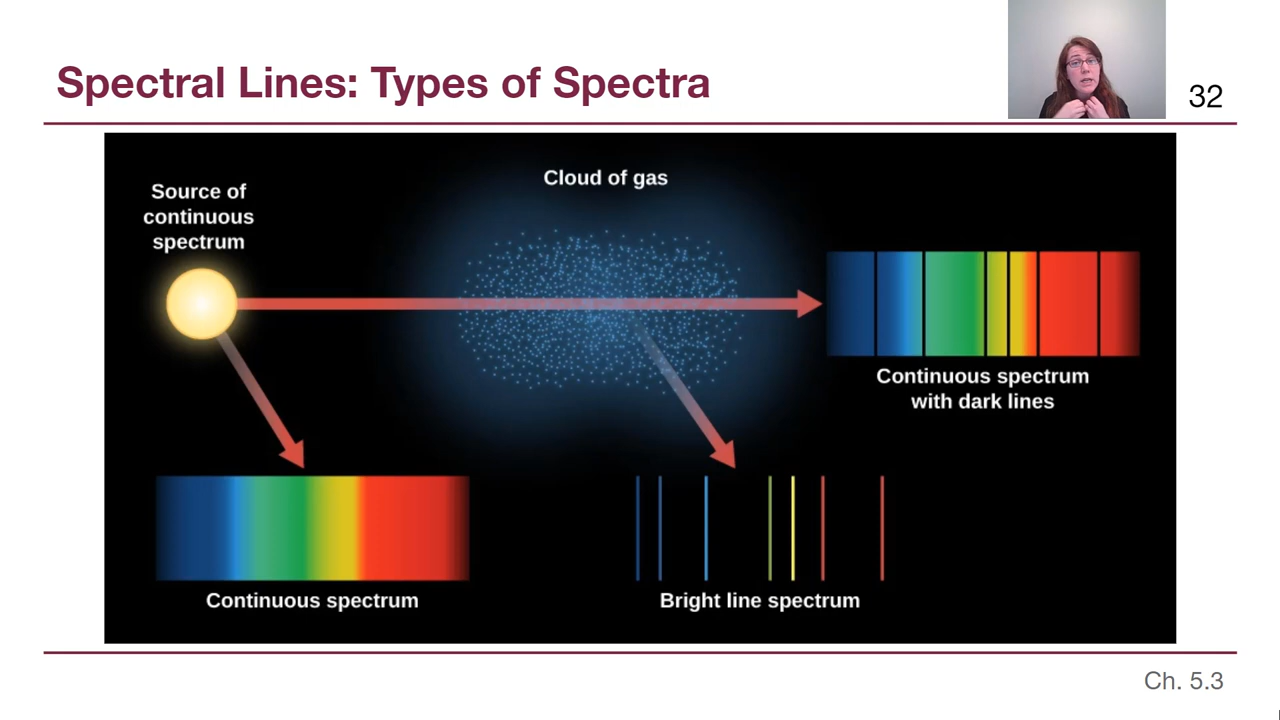 Spectral Lines: Types of Spectra
32
Source of
continuous
spectrum
Cloud of gas
Continuous spectrum
with dark lines
Continuous spectrum
Bright line spectrum
Ch. 5.3